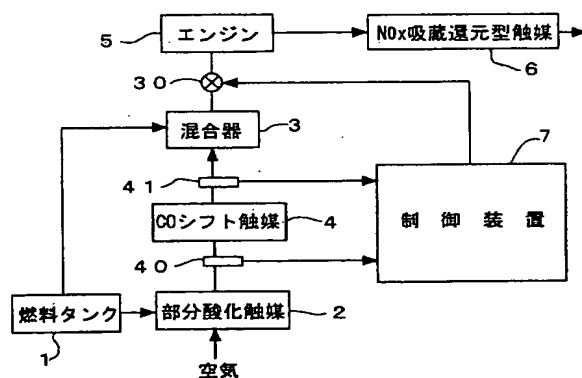 5
エンジン
NOx吸蔵還元型触媒
6
30
混合器
3
41
COシフト触媒
4
40
7
制御装置
燃料タンク
1
部分酸化触媒
2
空気